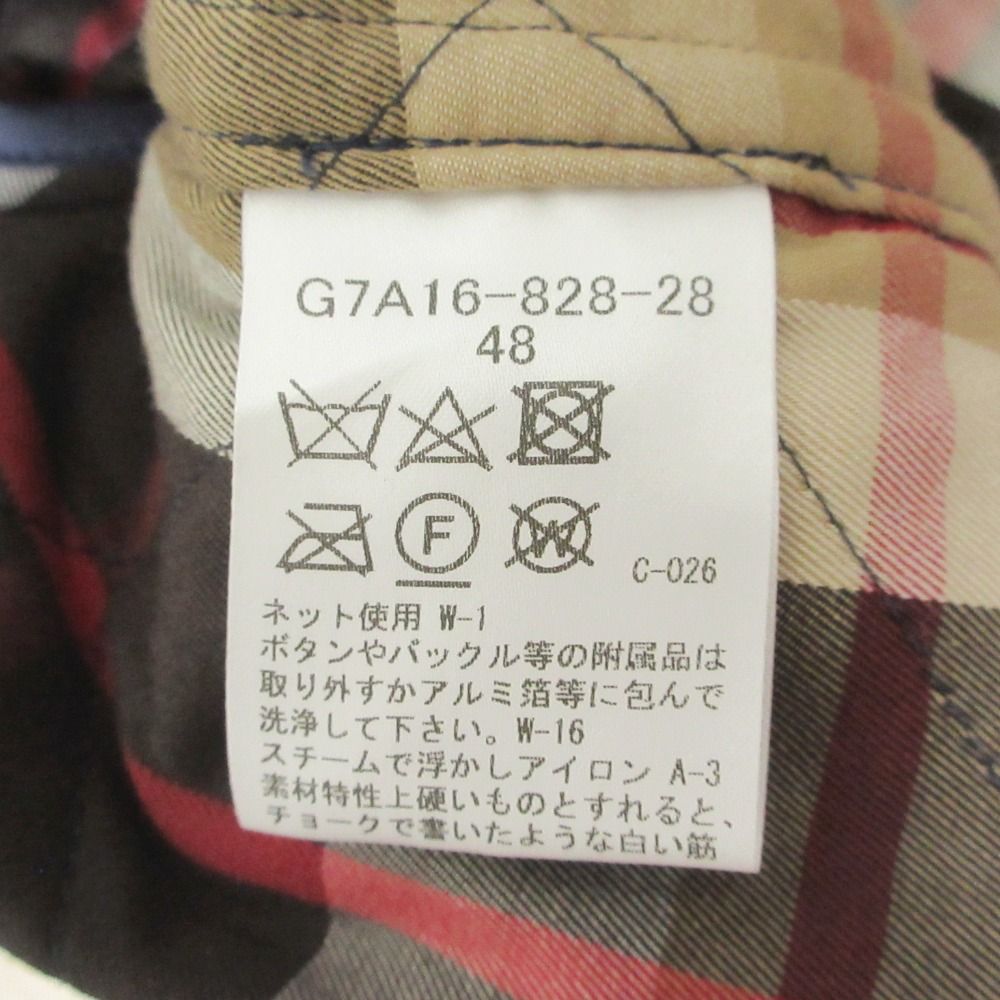 G7A16-828-28
48
F
W
C-026
ネット使用 W-1
ボタンやバックル等の附属品は
取り外すかアルミ箔等に包んで
洗浄して下さい。W-16
スチームで浮かしアイロン A-3
素材特性上硬いものとすれると、
チョークで書いたような白い筋